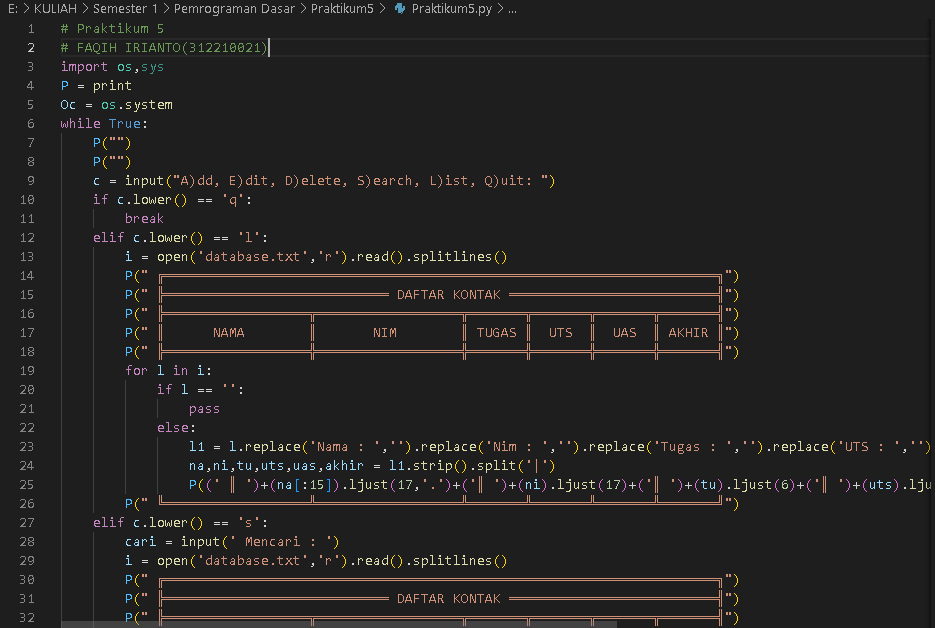 E: > KULIAH > Semester 1 > Pemrograman Dasar > Praktikum5 > Praktikum5.py > ...
1 # Praktikum 5
2 # FAQIH IRIANTO(312210021)
3 import os,sys
4 P = print
5 Oc = os.system
6 while True:
7     P("")
8     P("")
9     c = input("A)dd, E)dit, D)elete, S)earch, L)ist, Q)uit: ")
10     if c.lower() == 'q':
11         break
12     elif c.lower() == 'l':
13         i = open('database.txt','r').read().splitlines()
14         P(" ╔══════════════════════════════════════════════════════════════════════╗")
15         P(" ╠════════════════════════════ DAFTAR KONTAK ═══════════════════════════╣")
16         P(" ╠══════════════════╦══════════════════╦═══════╦═══════╦═══════╦═══════╣")
17         P(" ║      NAMA        ║       NIM        ║ TUGAS ║  UTS  ║  UAS  ║ AKHIR ║")
18         P(" ╠══════════════════╬══════════════════╬═══════╬═══════╬═══════╬═══════╣")
19         for l in i:
20             if l == '':
21                 pass
22             else:
23                 l1 = l.replace('Nama : ','').replace('Nim : ','').replace('Tugas : ','').replace('UTS : ','')
24                 na,ni,tu,uts,uas,akhir = l1.strip().split('|')
25                 P((' ║ ')+(na[:15]).ljust(17,'.')+('║ ')+(ni).ljust(17)+('║ ')+(tu).ljust(6)+('║ ')+(uts).lju
26         P(" ╚══════════════════╩══════════════════╩═══════╩═══════╩═══════╩═══════╝")
27     elif c.lower() == 's':
28         cari = input(' Mencari : ')
29         i = open('database.txt','r').read().splitlines()
30         P(" ╔══════════════════════════════════════════════════════════════════════╗")
31         P(" ╠════════════════════════════ DAFTAR KONTAK ═══════════════════════════╣")
32         P(" ╠══════════════════╦══════════════════╦═══════╦═══════╦═══════╦═══════╣")